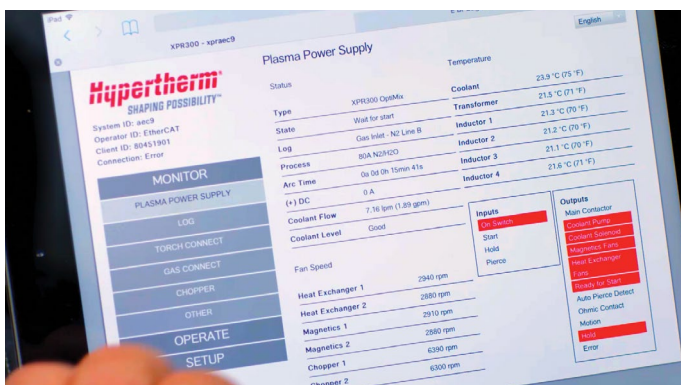 iPad
XPR300 - xpraec9
English
Hypertherm
SHAPING POSSIBILITY™
System ID: aec9
Operator ID: EtherCAT
Client ID: 80451901
Connection: Error
MONITOR
PLASMA POWER SUPPLY
LOG
TORCH CONNECT
GAS CONNECT
CHOPPER
OTHER
OPERATE
SETUP
Plasma Power Supply
Status
Type XPR300 OptiMix
State Wait for start
Log Gas Inlet - N2 Line B
Process 80A N2/H2O
Arc Time 0s 0d 0h 15min 41s
(+) DC 0 A
Coolant Flow 7.16 lpm (1.89 gpm)
Coolant Level Good
Fan Speed
Heat Exchanger 1 2940 rpm
Heat Exchanger 2 2880 rpm
Magnetics 1 2910 rpm
Magnetics 2 2880 rpm
Chopper 1 6390 rpm
Chopper 2 6300 rpm
Temperature
Coolant 23.9 °C (75 °F)
Transformer 21.5 °C (71 °F)
Inductor 1 21.3 °C (70 °F)
Inductor 2 21.2 °C (70 °F)
Inductor 3 21.1 °C (70 °F)
Inductor 4 21.6 °C (71 °F)
Inputs
On Switch
Start
Hold
Pierce
Outputs
Main Contactor
Coolant Pump
Coolant Solenoid
Magnetics Fans
Heat Exchanger
Fans
Ready for Start
Auto Pierce Detect
Ohmic Contact
Motion
Hold
Error